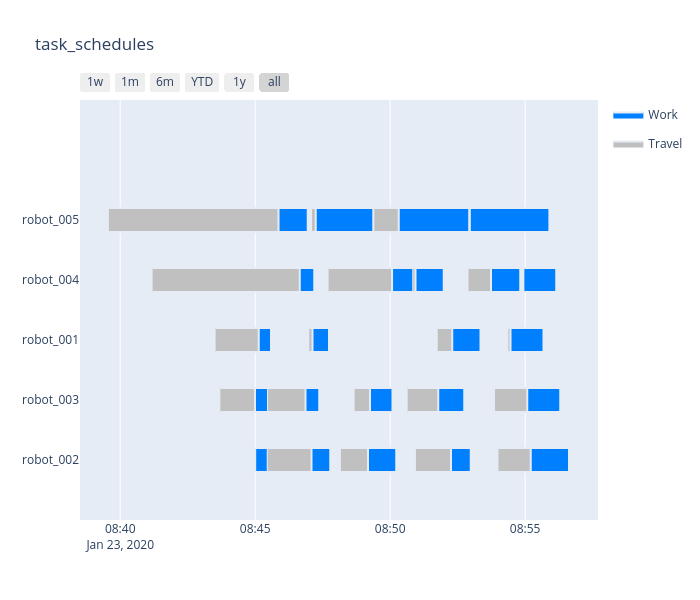 task_schedules
1w 1m 6m YTD 1y all
Work
Travel
robot_005
robot_004
robot_001
robot_003
robot_002
08:40 08:45 08:50 08:55
Jan 23, 2020